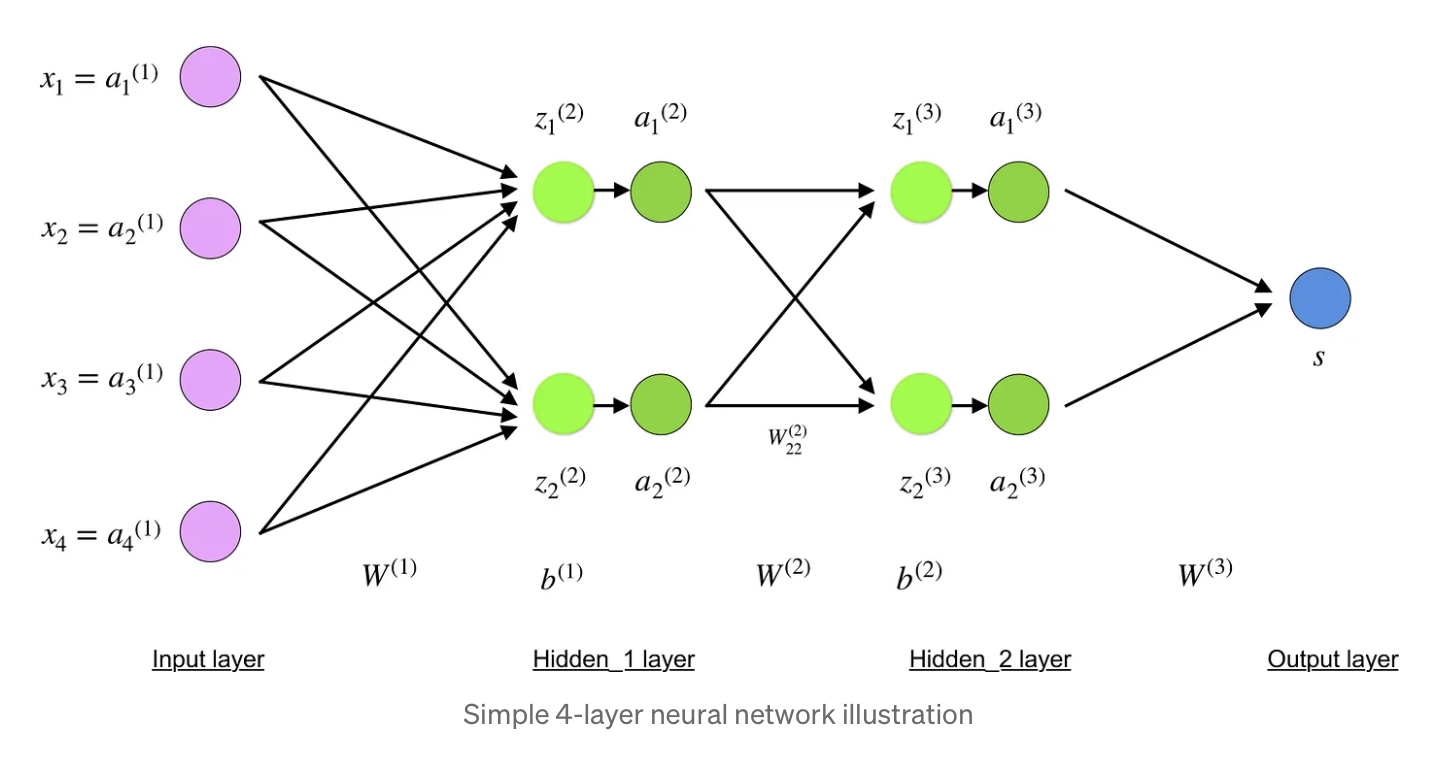 x₁ = a₁⁽¹⁾
z₁⁽²⁾ a₁⁽²⁾ z₁⁽³⁾ a₁⁽³⁾
x₂ = a₂⁽¹⁾
s
x₃ = a₃⁽¹⁾
W₂₂⁽²⁾
z₂⁽²⁾ a₂⁽²⁾ z₂⁽³⁾ a₂⁽³⁾
x₄ = a₄⁽¹⁾
W⁽¹⁾ b⁽¹⁾ W⁽²⁾ b⁽²⁾ W⁽³⁾
Input layer Hidden_1 layer Hidden_2 layer Output layer
Simple 4-layer neural network illustration